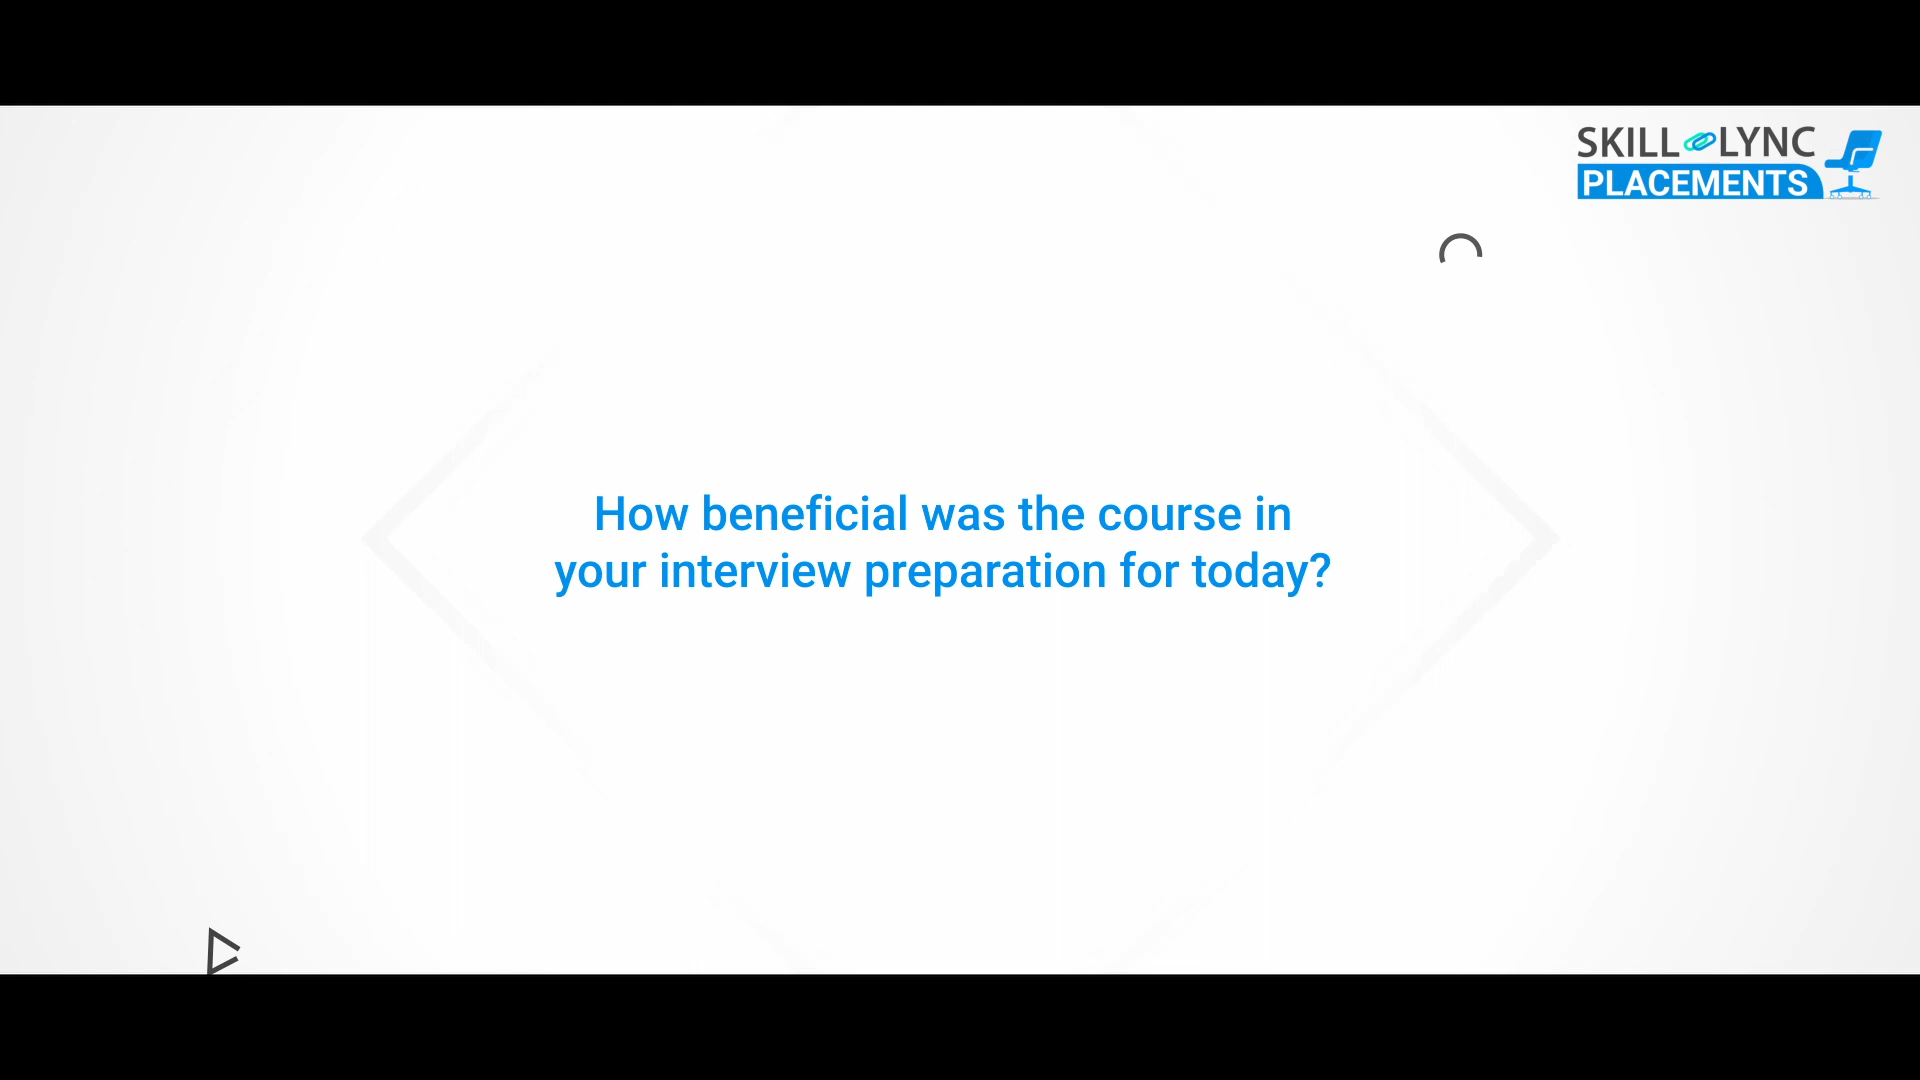 SKILL LYNC
PLACEMENTS
How beneficial was the course in
your interview preparation for today?